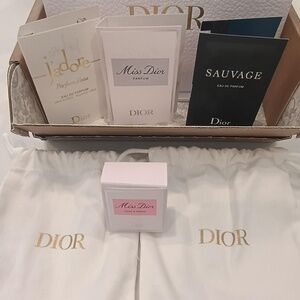 DIOR
J'adore
Parfum d'eau
EAU DE PARFUM
Dior
Miss Dior
PARFUM
DIOR
SAUVAGE
EAU DE PARFUM
Dior
Miss Dior
DIOR
DIOR